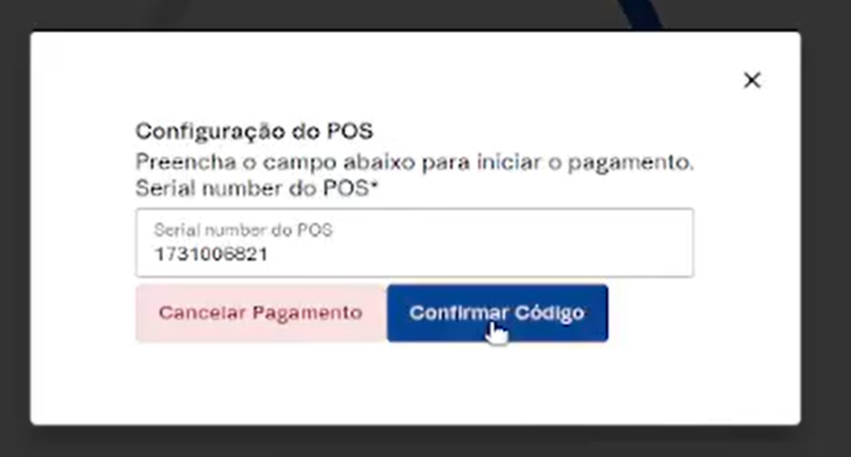 Configuração do POS
Preencha o campo abaixo para iniciar o pagamento.
Serial number do POS*
Serial number do POS
1731006821
Cancelar Pagamento
Confirmar Código